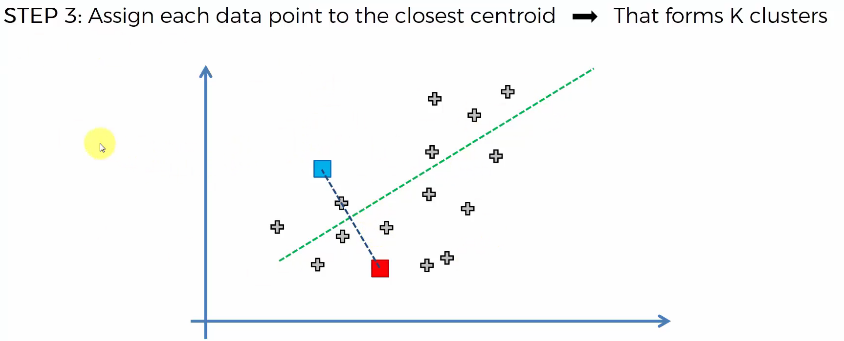 STEP 3: Assign each data point to the closest centroid ➡ That forms K clusters